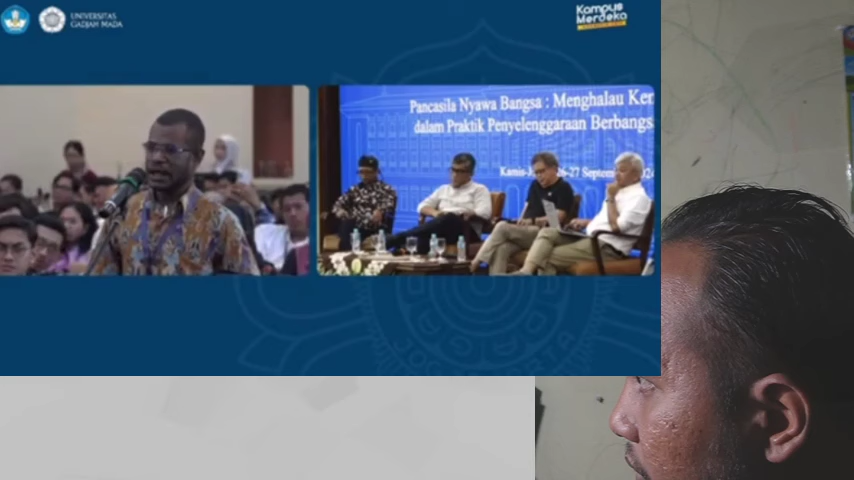 UNIVERSITAS
GADJAH MADA
Kampus
Merdeka
Pancasila Nyawa Bangsa : Menghalau Ker
dalam Praktik Penyelenggaraan Berbangs